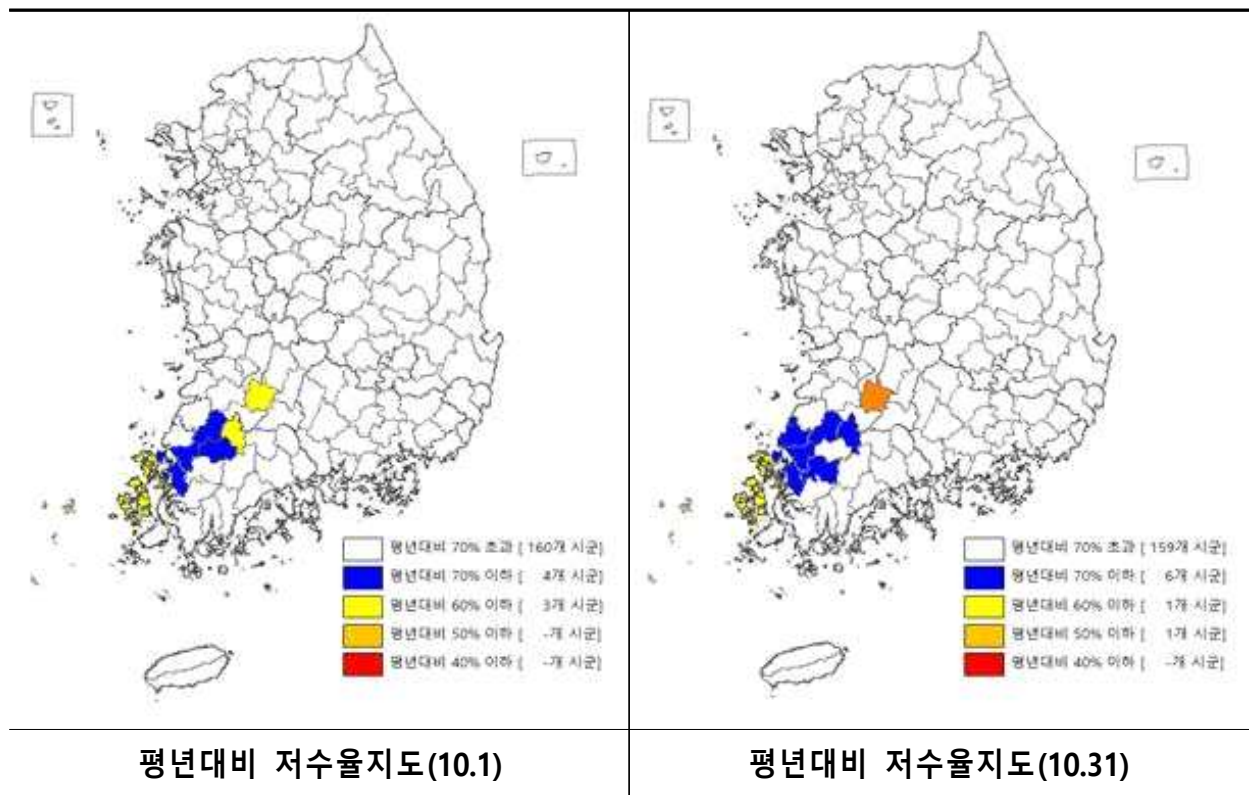 평년대비 70% 초과 [ 160개 시군]
평년대비 70% 이하 [ 4개 시군]
평년대비 60% 이하 [ 3개 시군]
평년대비 50% 이하 [ -개 시군]
평년대비 40% 이하 [ -개 시군]
평년대비 저수율지도(10.1)
평년대비 70% 초과 [ 159개 시군]
평년대비 70% 이하 [ 6개 시군]
평년대비 60% 이하 [ 1개 시군]
평년대비 50% 이하 [ 1개 시군]
평년대비 40% 이하 [ -개 시군]
평년대비 저수율지도(10.31)